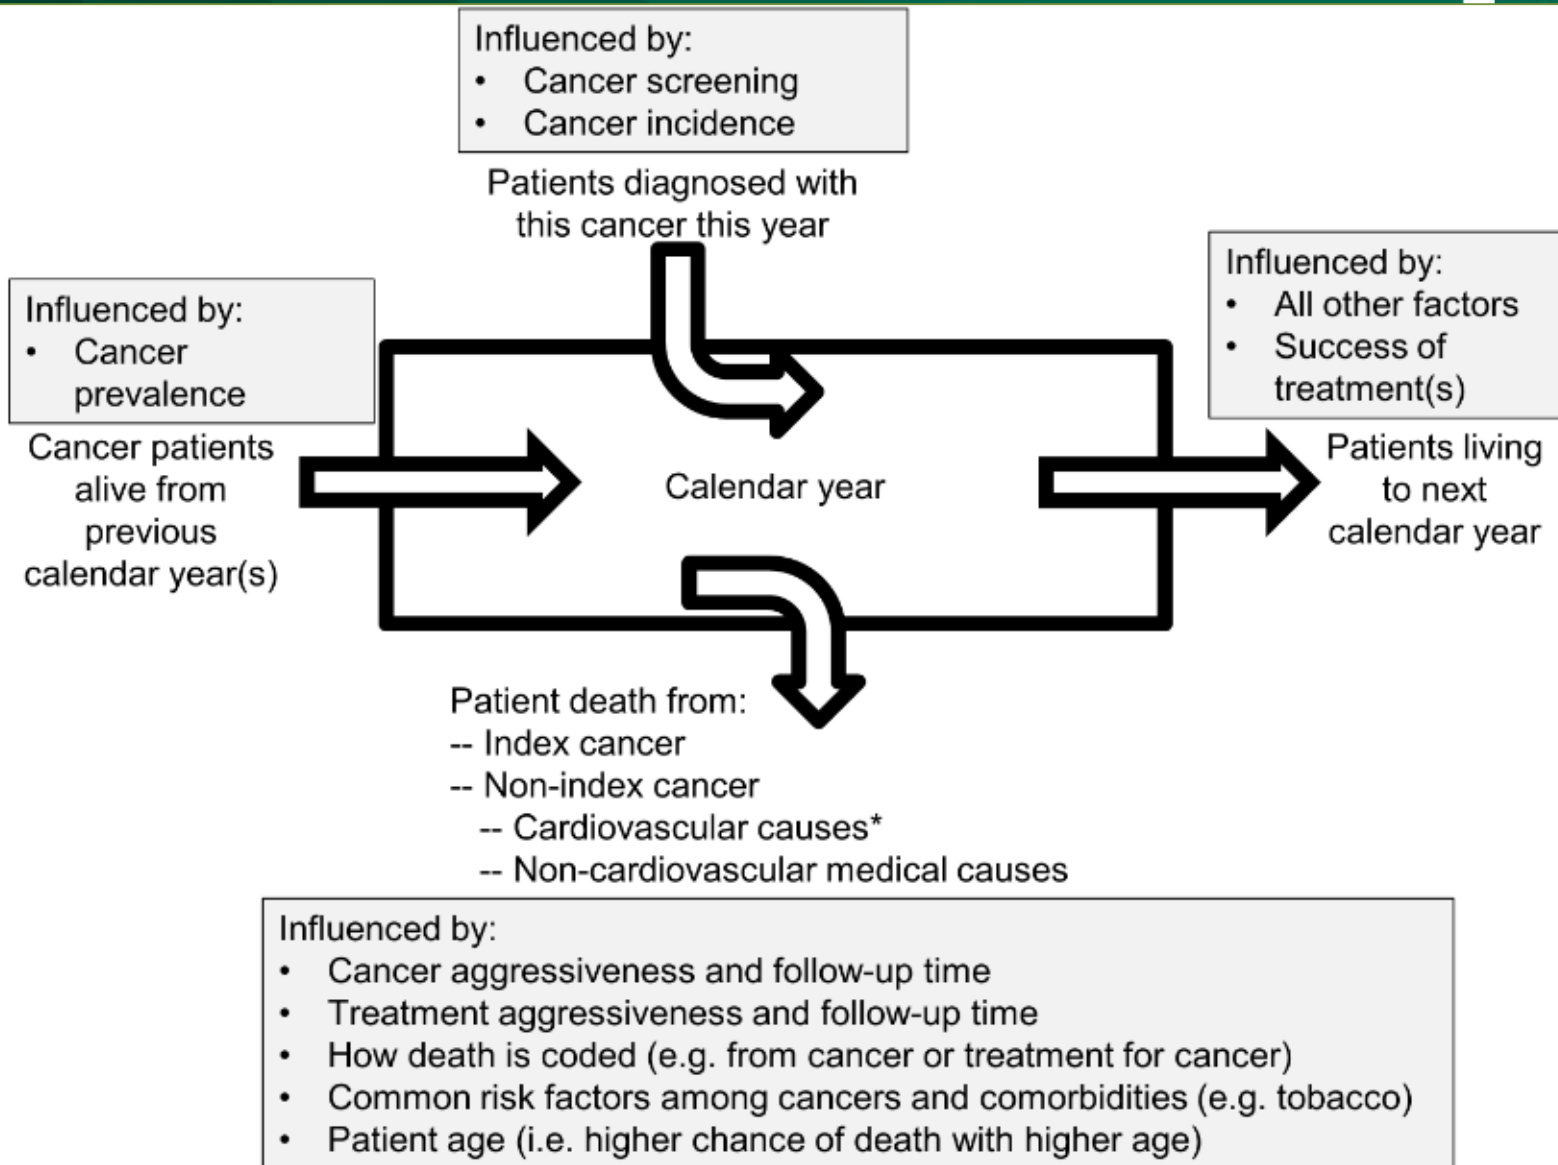 Influenced by:
• Cancer screening
• Cancer incidence
Patients diagnosed with
this cancer this year
Influenced by:
• Cancer
prevalence
Cancer patients
alive from
previous
calendar year(s)
Calendar year
Influenced by:
• All other factors
• Success of
treatment(s)
Patients living
to next
calendar year
Patient death from:
-- Index cancer
-- Non-index cancer
-- Cardiovascular causes*
-- Non-cardiovascular medical causes
Influenced by:
• Cancer aggressiveness and follow-up time
• Treatment aggressiveness and follow-up time
• How death is coded (e.g. from cancer or treatment for cancer)
• Common risk factors among cancers and comorbidities (e.g. tobacco)
• Patient age (i.e. higher chance of death with higher age)